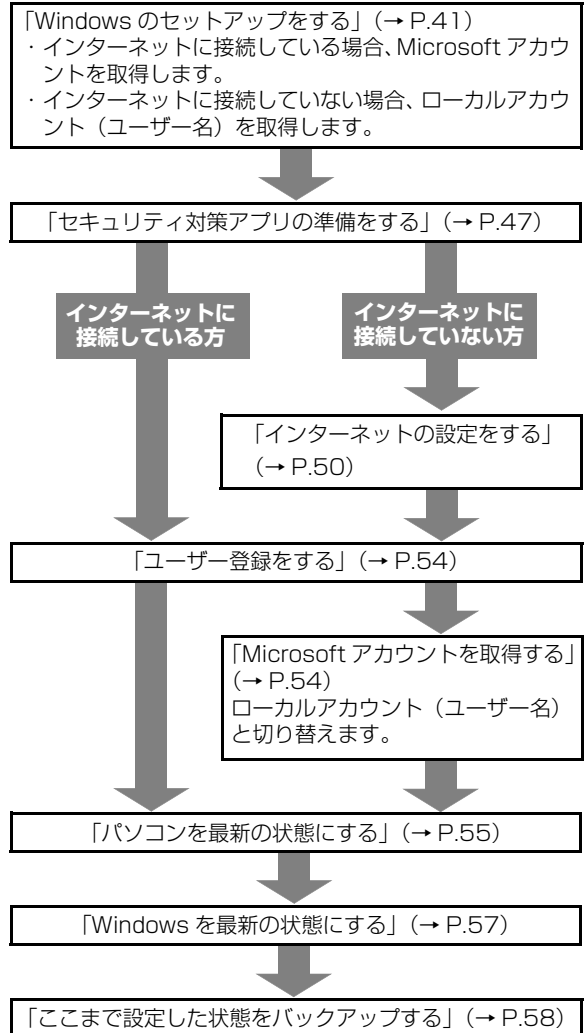 「Windows のセットアップをする」（→ P.41）
・インターネットに接続している場合、Microsoft アカウ
ントを取得します。
・インターネットに接続していない場合、ローカルアカウ
ント（ユーザー名）を取得します。
「セキュリティ対策アプリの準備をする」（→ P.47）
インターネットに
接続している方
インターネットに
接続していない方
「インターネットの設定をする」
（→ P.50）
「ユーザー登録をする」（→ P.54）
「Microsoft アカウントを取得する」
（→ P.54）
ローカルアカウント（ユーザー名）
と切り替えます。
「パソコンを最新の状態にする」（→ P.55）
「Windows を最新の状態にする」（→ P.57）
「ここまで設定した状態をバックアップする」（→ P.58）